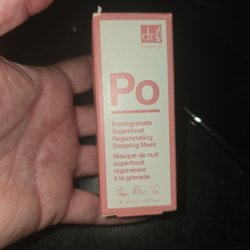 dr
Po
Pomegranate
Superfood
Regenerating
Sleeping Mask
Masque de nuit
superfood
régénérant
à la grenade